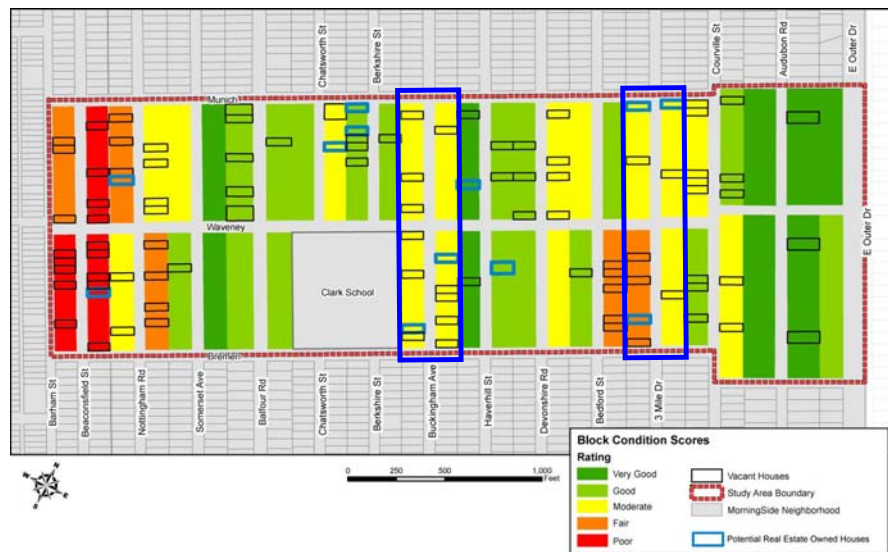 Chatsworth St
Berkshire St
Courville St
Audubon Rd
E Outer Dr
Munich
Waveney
Clark School
E Outer Dr
Bremen
Barham St
Beaconsfield St
Nottingham Rd
Somerset Ave
Balfour Rd
Chatsworth St
Berkshire St
Buckingham Ave
Haverhill St
Devonshire Rd
Bedford St
3 Mile Dr
0 250 500 1,000
Feet
Block Condition Scores
Rating
Very Good
Good
Moderate
Fair
Poor
Vacant Houses
Study Area Boundary
MorningSide Neighborhood
Potential Real Estate Owned Houses